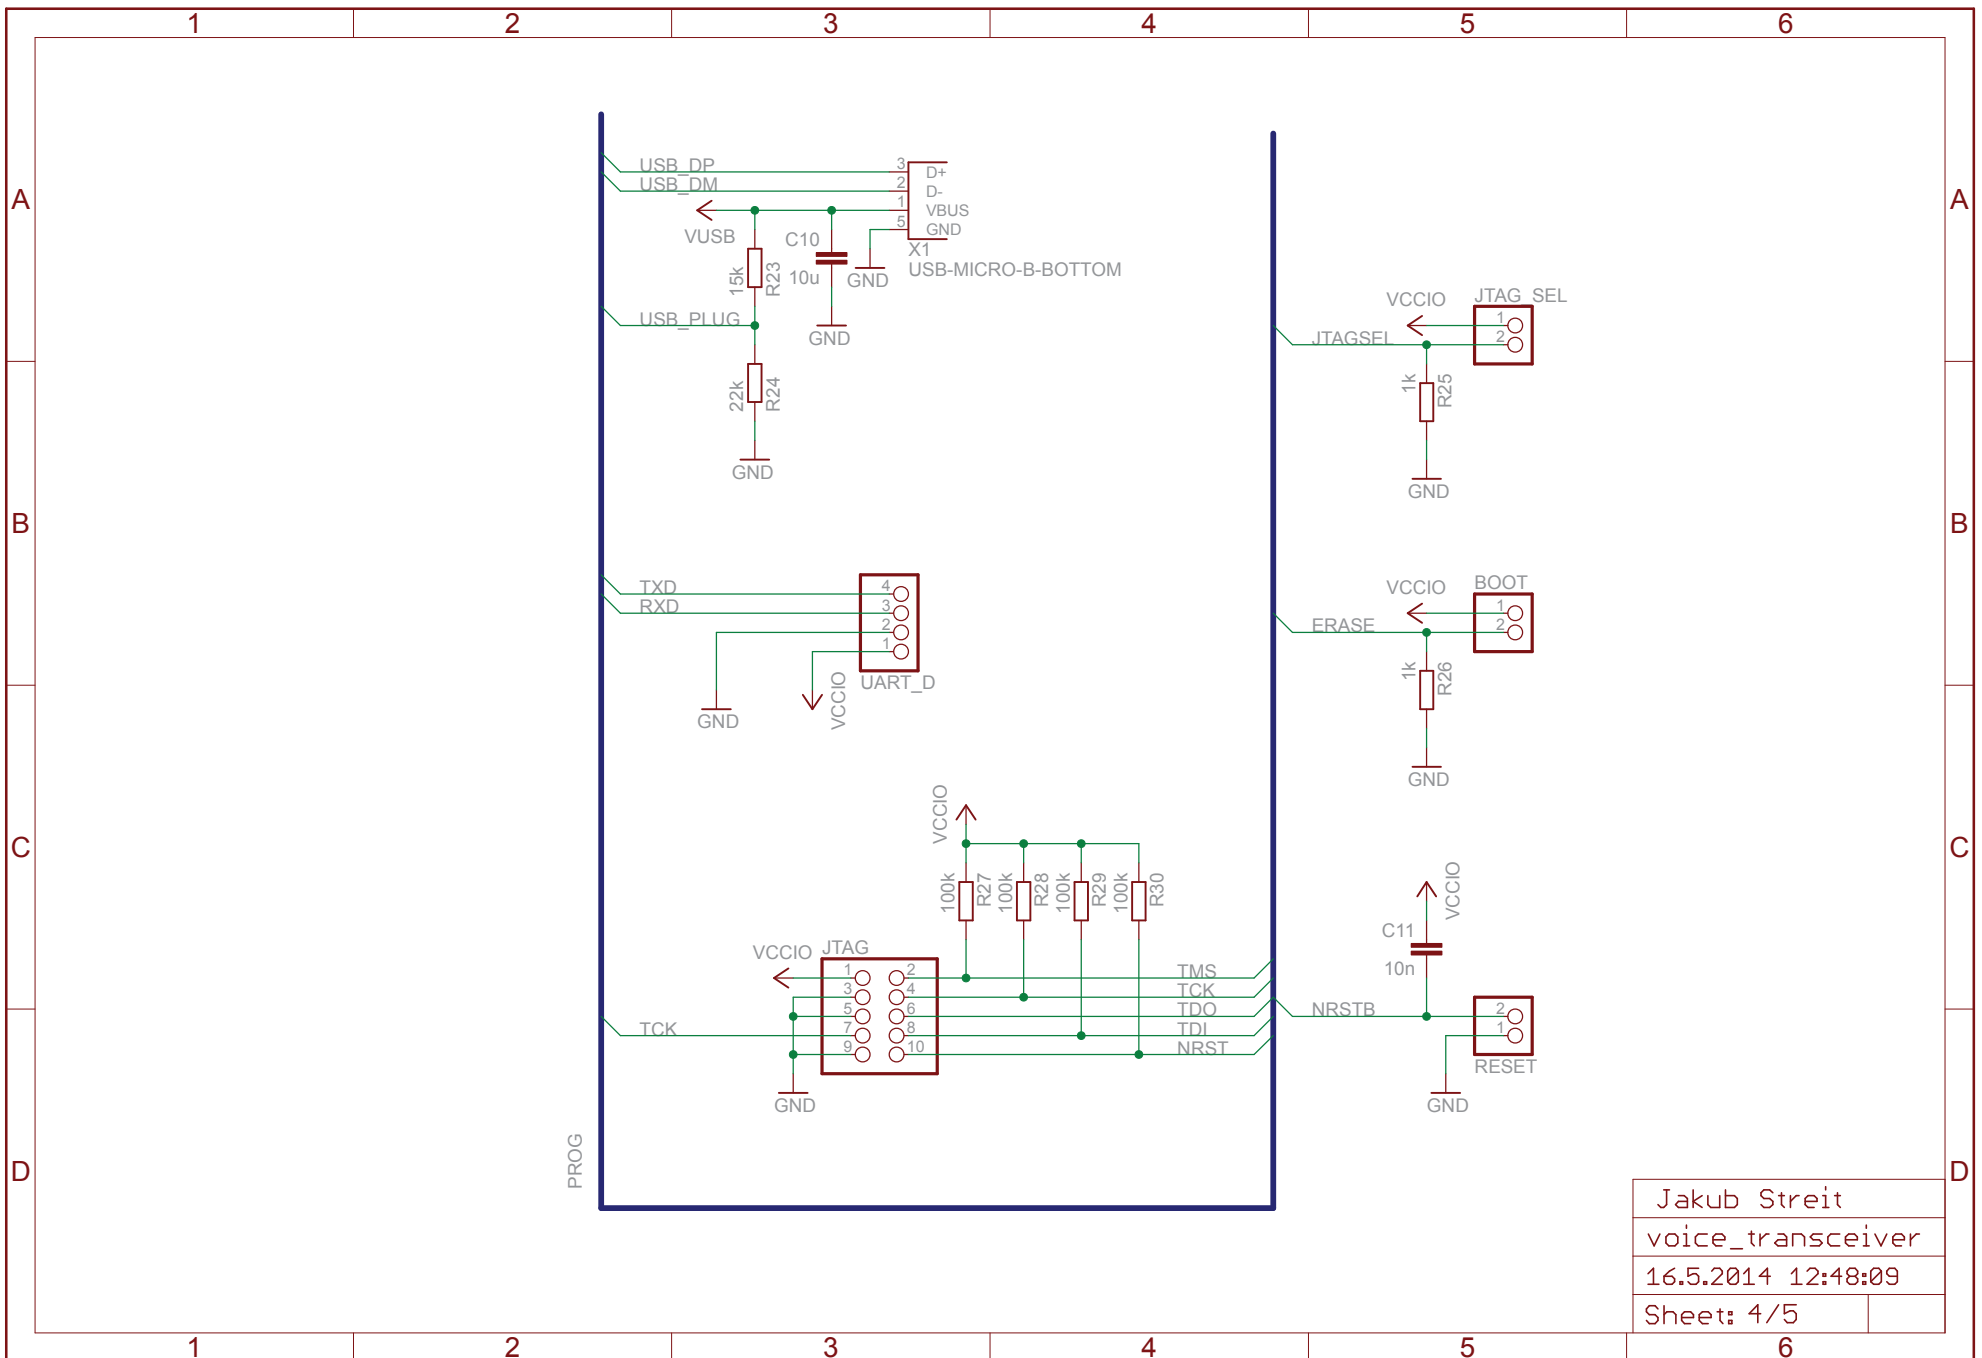 1 2 3 4 5 6
A A
B B
C C
D D
USB_DP
USB_DM
3 D+
2 D-
1 VBUS
5 GND
X1
USB-MICRO-B-BOTTOM
VUSB
C10
10u
GND
GND
15k
R23
USB_PLUG
22k
R24
GND
VCCIO
JTAG_SEL
1
2
JTAGSEL
1k
R25
GND
TXD
RXD
4
3
2
1
UART_D
GND
VCCIO
VCCIO
BOOT
1
2
ERASE
1k
R26
GND
VCCIO
100k
R27
100k
R28
100k
R29
100k
R30
VCCIO
JTAG
1 2
3 4
5 6
7 8
9 10
TMS
TCK
TDO
TDI
NRST
TCK
GND
VCCIO
C11
10n
NRSTB
2
1
RESET
GND
PROG
Jakub Streit
voice_transceiver
16.5.2014 12:48:09
Sheet: 4/5
1 2 3 4 5 6